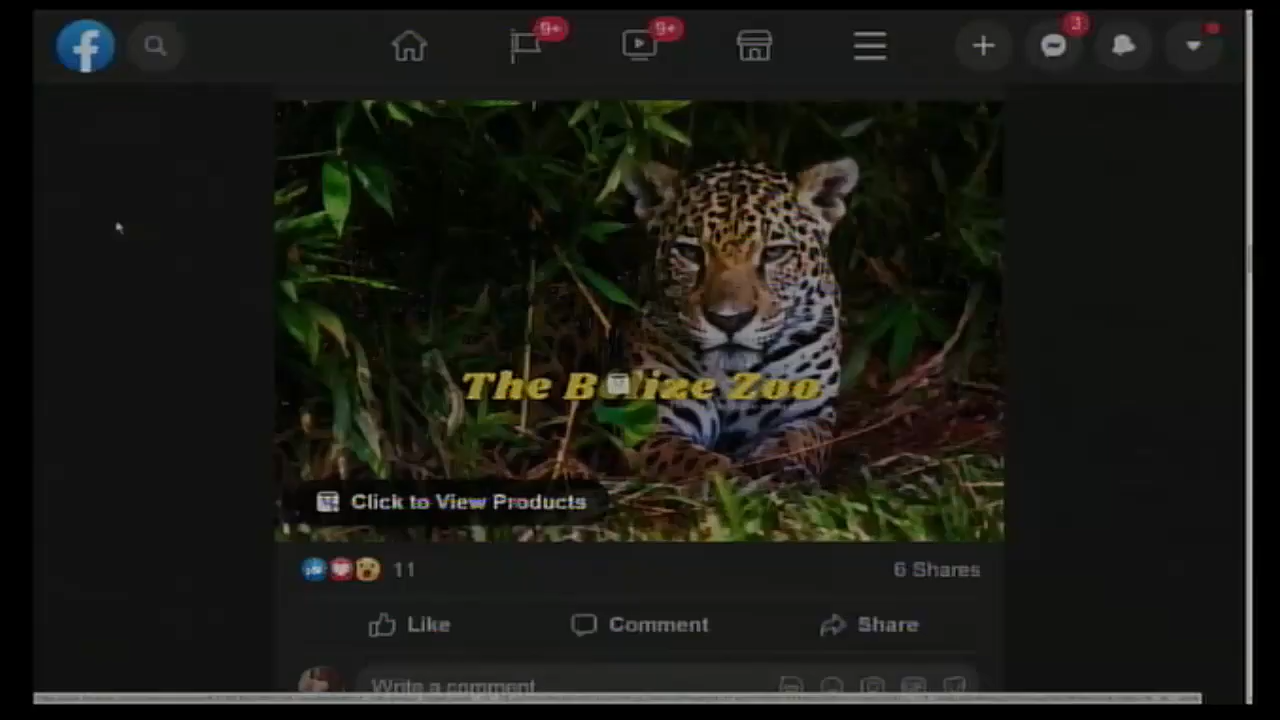 9+
9+
3
The Belize Zoo
Click to View Products
11
6 Shares
Like
Comment
Share
Write a comment